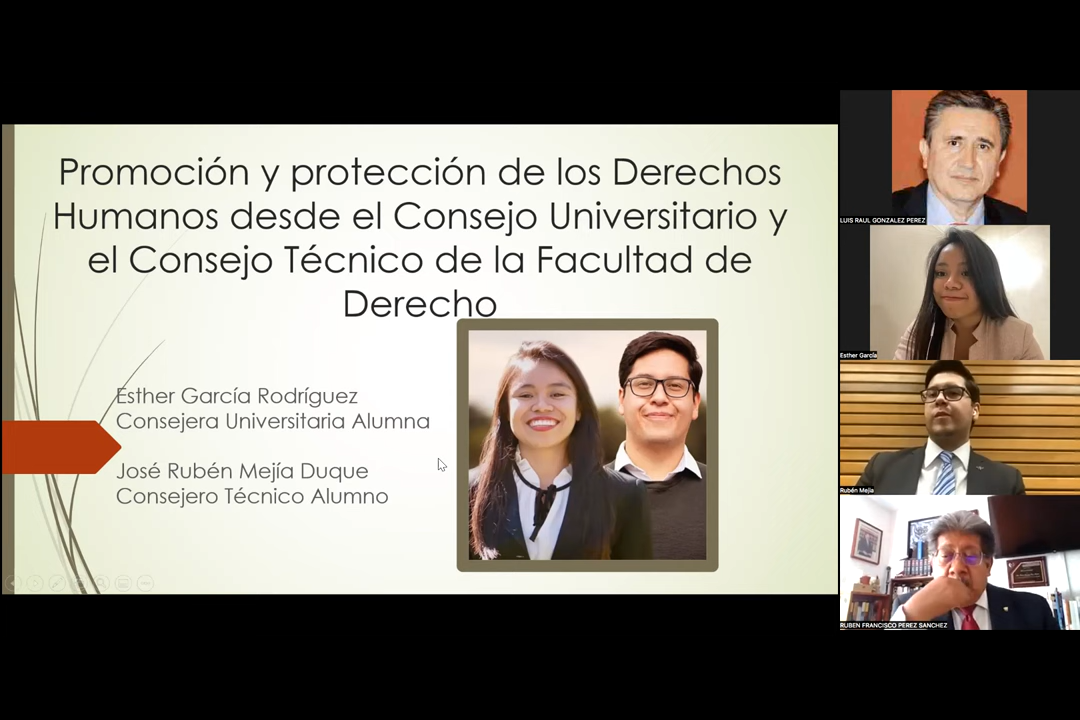 Promoción y protección de los Derechos
Humanos desde el Consejo Universitario y
el Consejo Técnico de la Facultad de
Derecho
Esther García Rodríguez
Consejera Universitaria Alumna
José Rubén Mejía Duque
Consejero Técnico Alumno
LUIS RAUL GONZALEZ PEREZ
Esther García
Rubén Mejía
RUBEN FRANCISCO PEREZ SANCHEZ